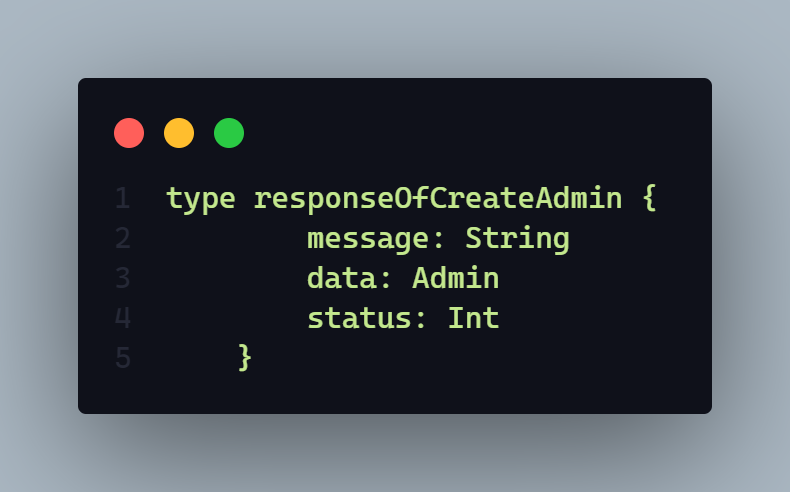 1 type responseOfCreateAdmin {
2         message: String
3         data: Admin
4         status: Int
5     }